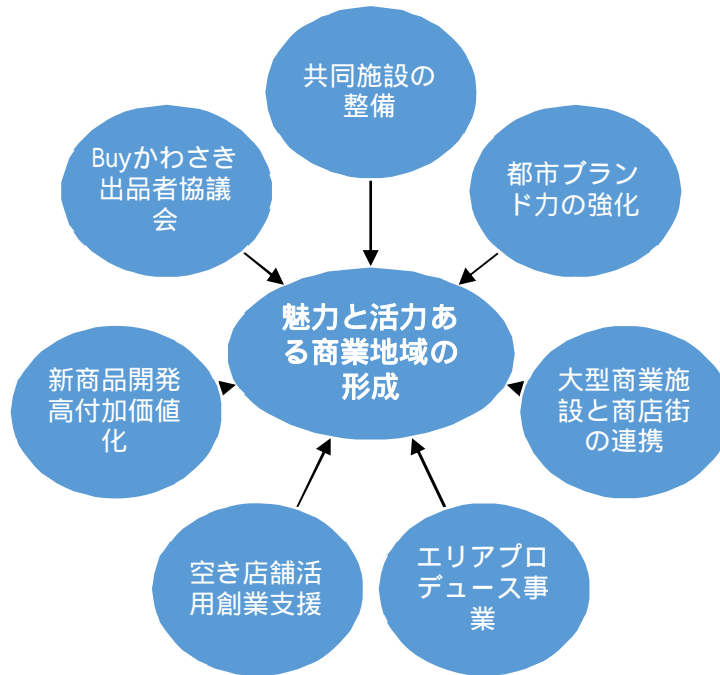 共同施設の
整備
Buyかわさき
出品者協議
会
都市ブラン
ド力の強化
魅力と活力あ
る商業地域の
形成
新商品開発
高付加価値
化
大型商業施
設と商店街
の連携
空き店舗活
用創業支援
エリアプロ
デュース事
業